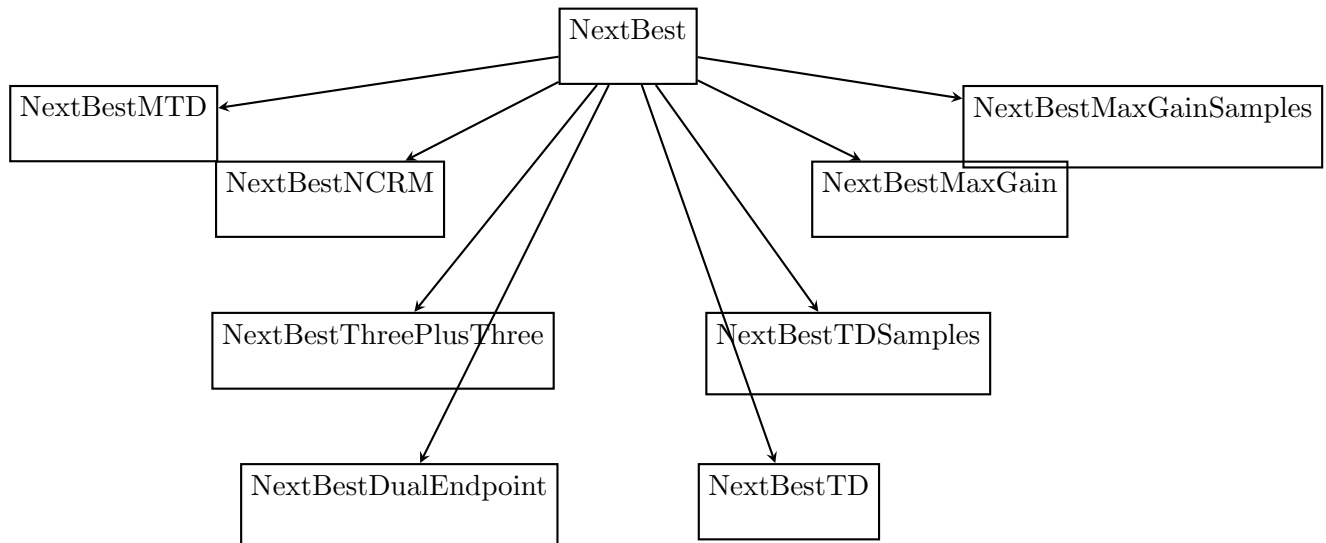 NextBest
NextBestMTD
NextBestMaxGainSamples
NextBestNCRM
NextBestMaxGain
NextBestThreePlusThree
NextBestTDSamples
NextBestDualEndpoint
NextBestTD